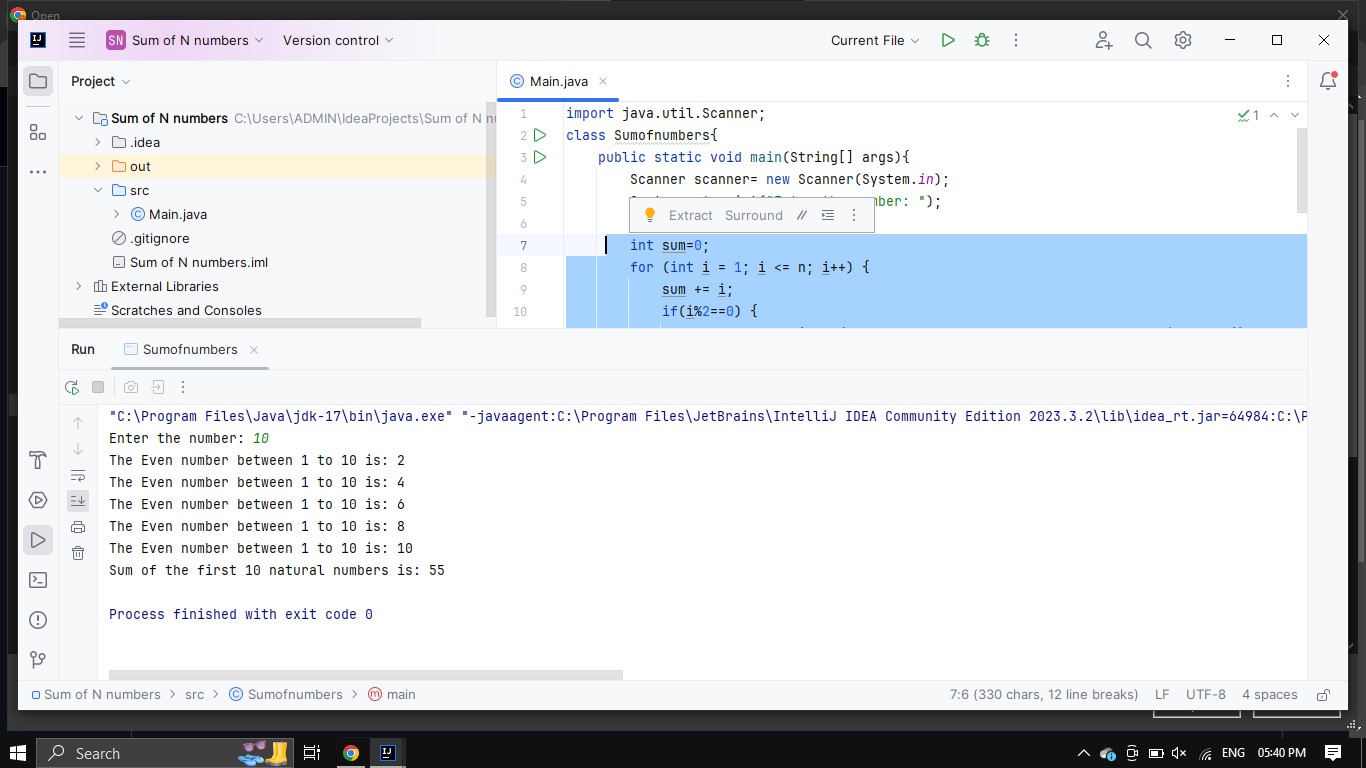 Open
SN Sum of N numbers Version control Current File
Project Main.java
Sum of N numbers C:\Users\ADMIN\IdeaProjects\Sum of N
.idea
out
src
Main.java
.gitignore
Sum of N numbers.iml
External Libraries
Scratches and Consoles
1 import java.util.Scanner;
2 class Sumofnumbers{
3 public static void main(String[] args){
4 Scanner scanner= new Scanner(System.in);
5 : ");
Extract Surround
6
7 int sum=0;
8 for (int i = 1; i <= n; i++) {
9 sum += i;
10 if(i%2==0) {
1
Run Sumofnumbers
"C:\Program Files\Java\jdk-17\bin\java.exe" "-javaagent:C:\Program Files\JetBrains\IntelliJ IDEA Community Edition 2023.3.2\lib\idea_rt.jar=64984:C:\P
Enter the number: 10
The Even number between 1 to 10 is: 2
The Even number between 1 to 10 is: 4
The Even number between 1 to 10 is: 6
The Even number between 1 to 10 is: 8
The Even number between 1 to 10 is: 10
Sum of the first 10 natural numbers is: 55
Process finished with exit code 0
Sum of N numbers > src > Sumofnumbers > main 7:6 (330 chars, 12 line breaks) LF UTF-8 4 spaces
Search ENG 05:40 PM